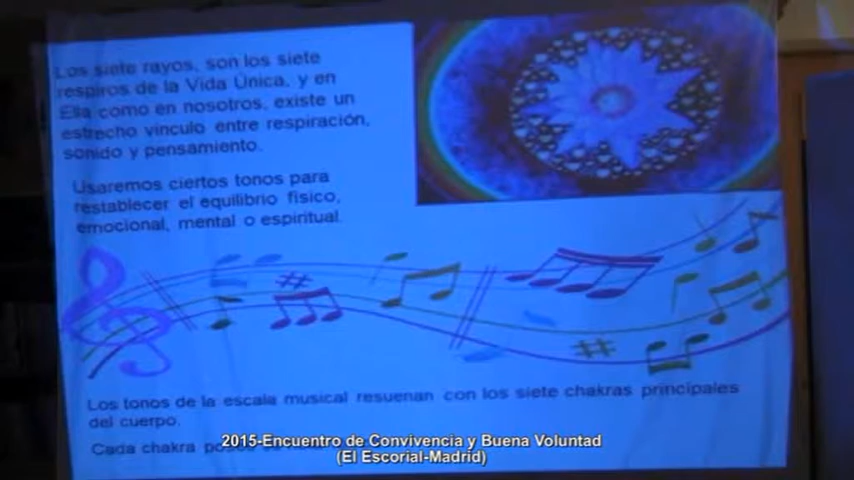 Los siete rayos, son los siete
respiros de la Vida Única, y en
Ella como en nosotros, existe un
estrecho vínculo entre respiración,
sonido y pensamiento.
Usaremos ciertos tonos para
restablecer el equilibrio físico,
emocional, mental o espiritual.
Los tonos de la escala musical resuenan con los siete chakras principales
del cuerpo.
Cada chakra
2015-Encuentro de Convivencia y Buena Voluntad
(El Escorial-Madrid)